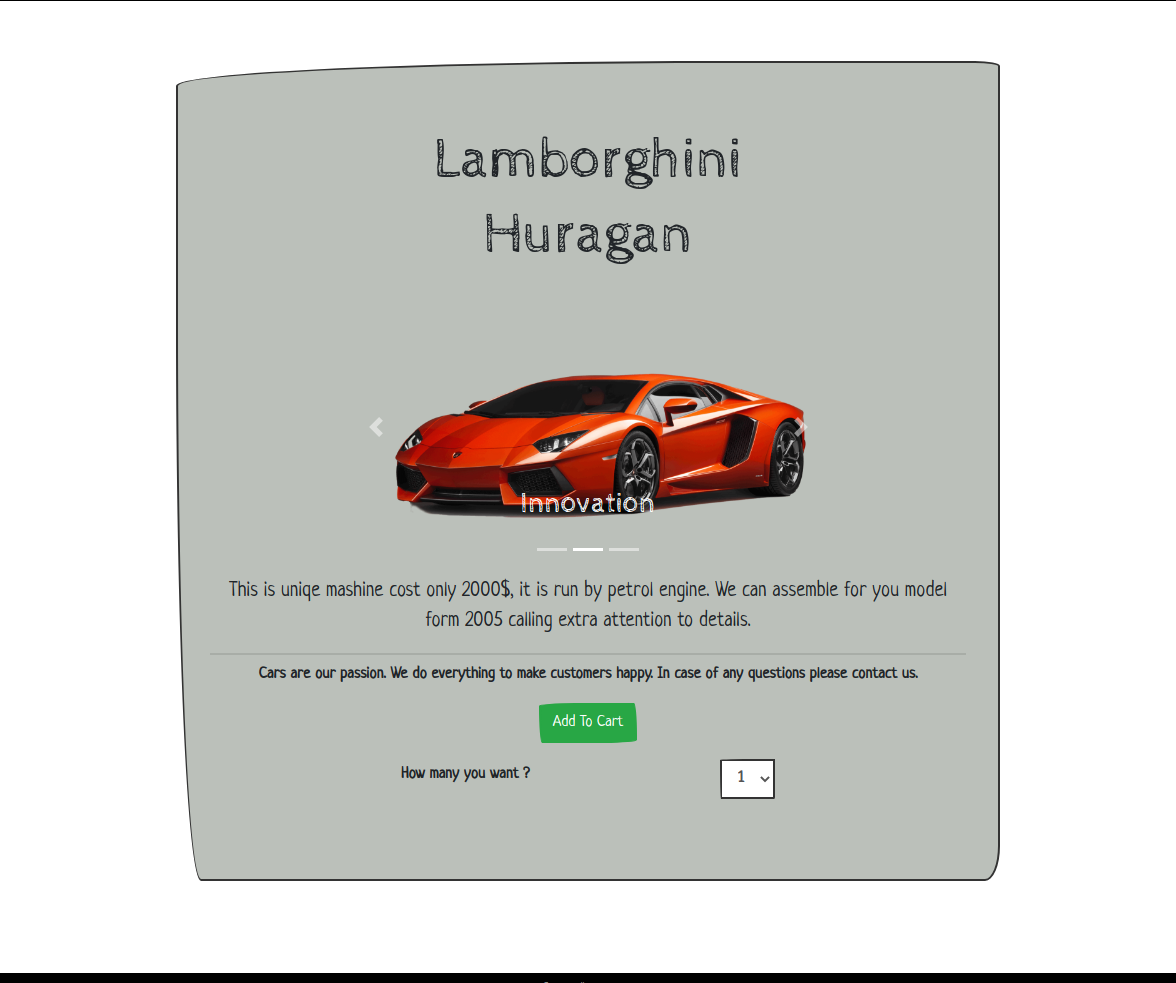 Lamborghini
Huragan
Innovation
This is uniqe mashine cost only 2000$, it is run by petrol engine. We can assemble for you model
form 2005 calling extra attention to details.
Cars are our passion. We do everything to make customers happy. In case of any questions please contact us.
Add To Cart
How many you want ?
1